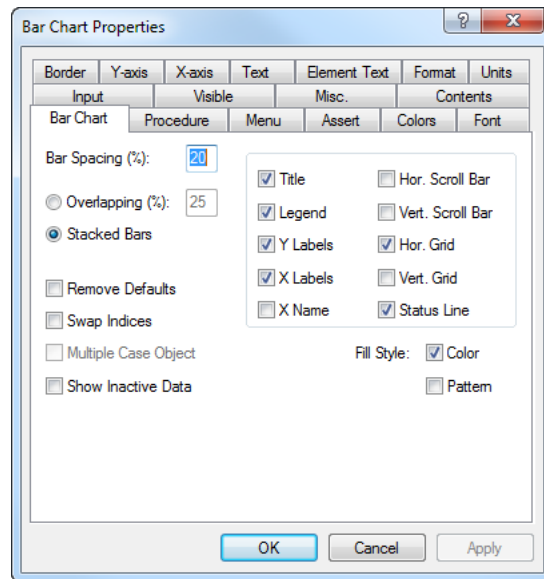 Bar Chart Properties
Border Y-axis X-axis Text Element Text Format Units
Input Visible Misc. Contents
Bar Chart Procedure Menu Assert Colors Font
Bar Spacing (%): 20
Overlapping (%): 25
Stacked Bars
Remove Defaults
Swap Indices
Multiple Case Object
Show Inactive Data
Title Hor. Scroll Bar
Legend Vert. Scroll Bar
Y Labels Hor. Grid
X Labels Vert. Grid
X Name Status Line
Fill Style: Color
Pattern
OK Cancel Apply